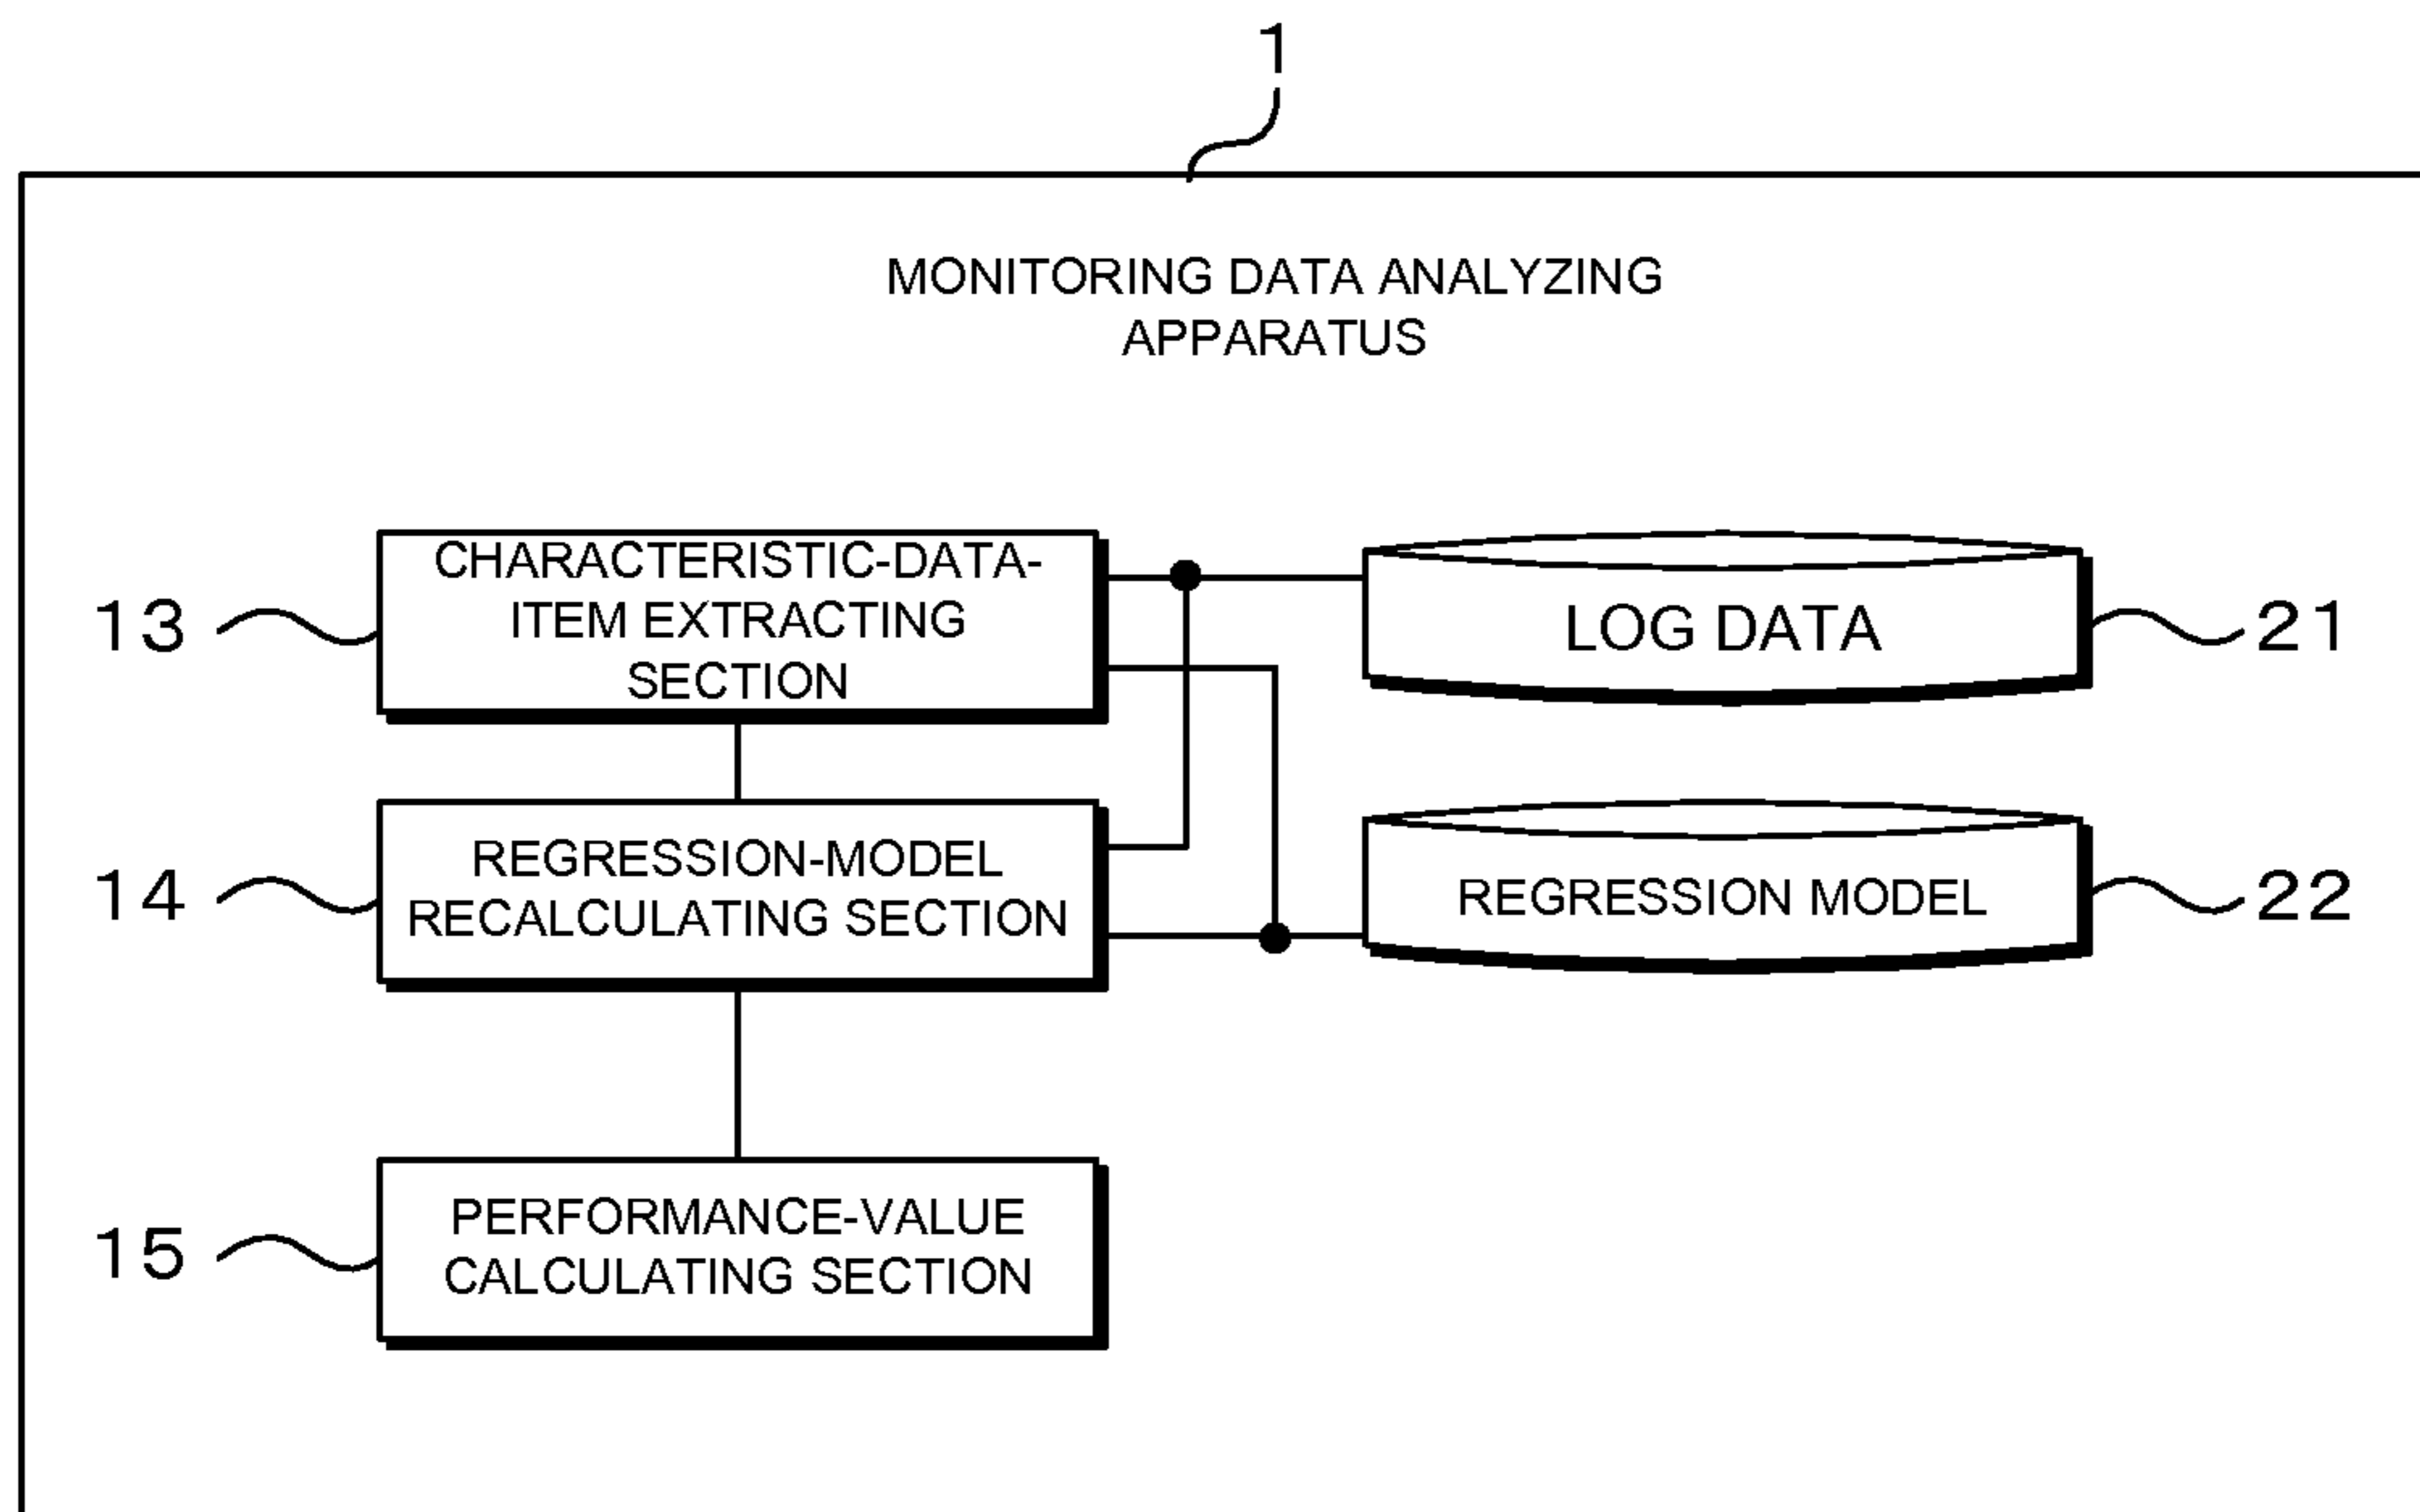 1
MONITORING DATA ANALYZING
APPARATUS
13
CHARACTERISTIC-DATA-
ITEM EXTRACTING
SECTION
LOG DATA
21
14
REGRESSION-MODEL
RECALCULATING SECTION
REGRESSION MODEL
22
15
PERFORMANCE-VALUE
CALCULATING SECTION